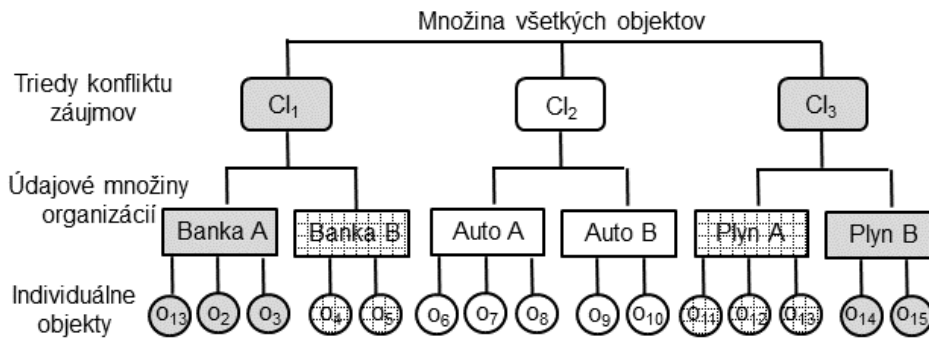 Množina všetkých objektov
Triedy konfliktu
záujmov
CI₁ CI₂ CI₃
Údajové množiny
organizácií
Banka A Banka B Auto A Auto B Plyn A Plyn B
Individuálne
objekty
O₁₃ O₂ O₃ O₄ O₅ O₆ O₇ O₈ O₉ O₁₀ O₁₁ O₁₂ O₁₃ O₁₄ O₁₅